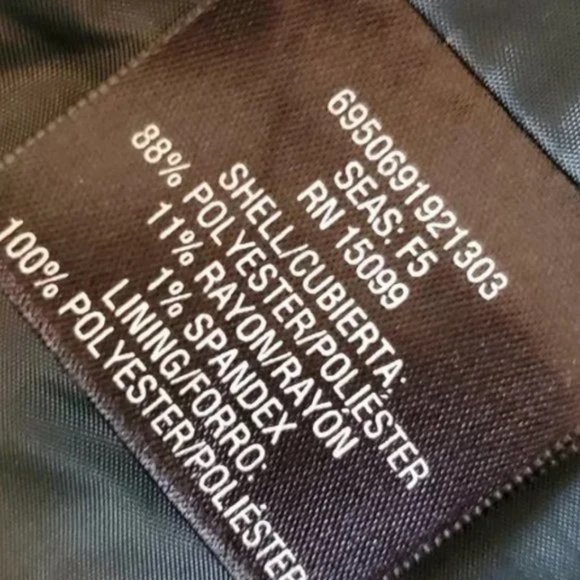 6950691921303
SEAS: F5
RN 15099
SHELL/CUBIERTA:
88% POLYESTER/POLIÉSTER
11% RAYON/RAYÓN
1% SPANDEX
LINING/FORRO:
100% POLYESTER/POLIÉSTER